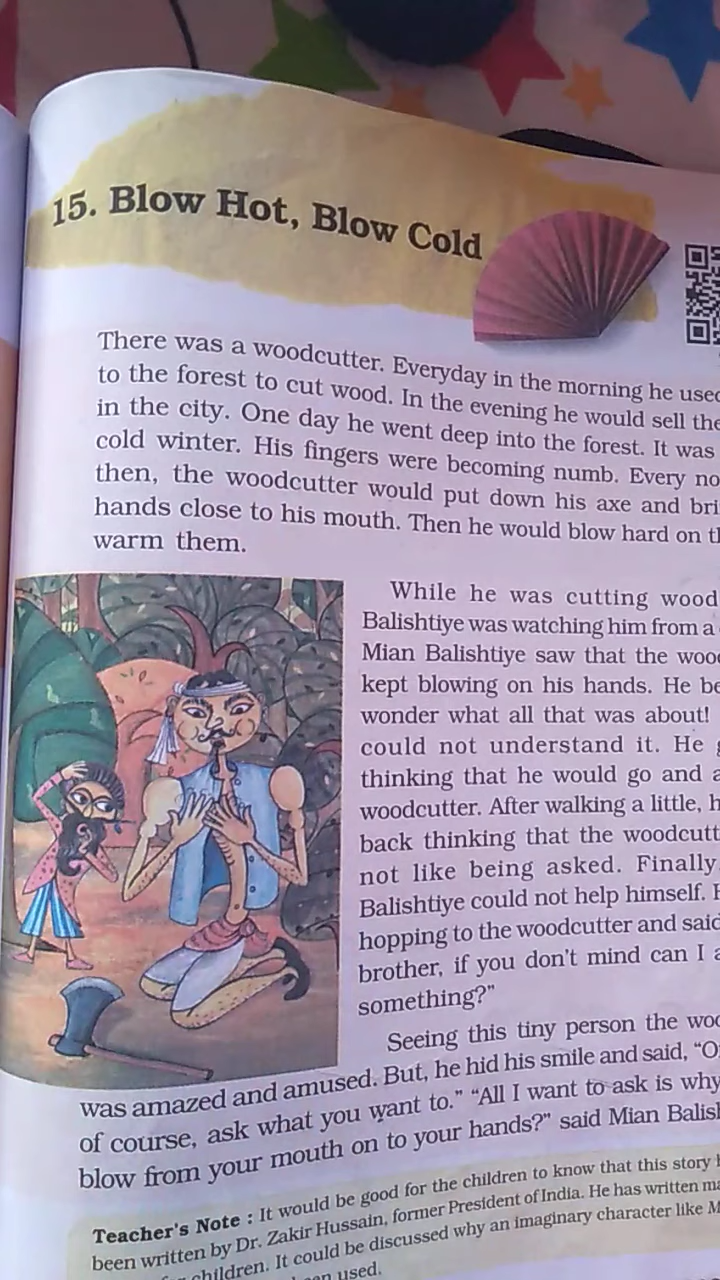 15. Blow Hot, Blow Cold
There was a woodcutter. Everyday in the morning he used
to the forest to cut wood. In the evening he would sell the
in the city. One day he went deep into the forest. It was
cold winter. His fingers were becoming numb. Every no
then, the woodcutter would put down his axe and bri
hands close to his mouth. Then he would blow hard on th
warm them.
While he was cutting wood
Balishtiye was watching him from a
Mian Balishtiye saw that the woo
kept blowing on his hands. He be
wonder what all that was about!
could not understand it. He g
thinking that he would go and a
woodcutter. After walking a little, h
back thinking that the woodcutt
not like being asked. Finally
Balishtiye could not help himself. H
hopping to the woodcutter and said
brother, if you don't mind can I a
something?"
Seeing this tiny person the woo
was amazed and amused. But, he hid his smile and said, "O
of course, ask what you want to." "All I want to ask is why
blow from your mouth on to your hands?" said Mian Balish
Teacher's Note : It would be good for the children to know that this story h
been written by Dr. Zakir Hussain, former President of India. He has written ma
children. It could be discussed why an imaginary character like M
used.